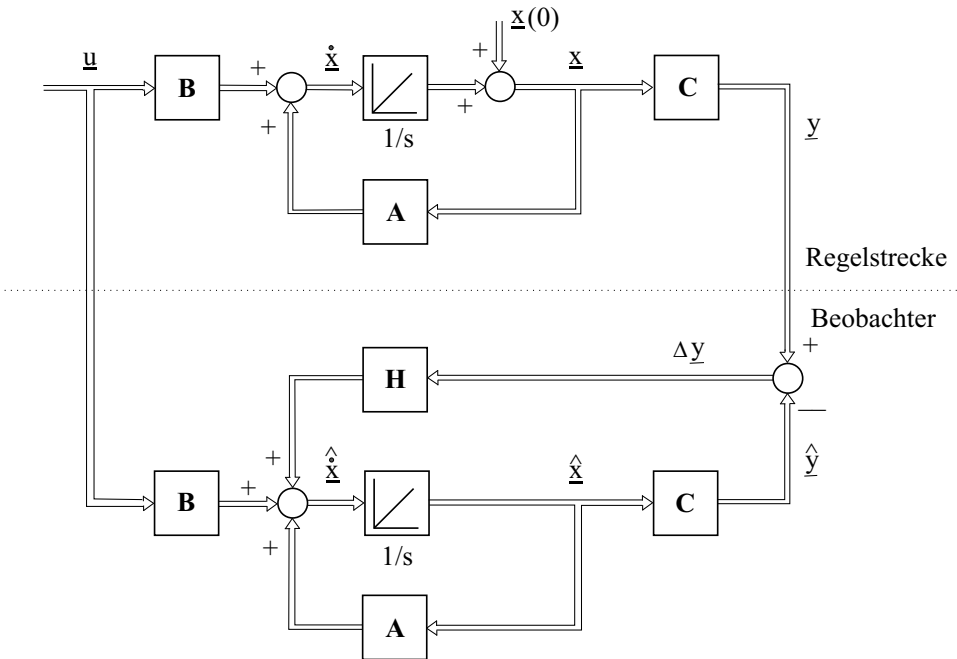 x(0)
u
B
+
ẋ
+
+
x
C
+
1/s
y
A
Regelstrecke
Beobachter
+
Δy
H
—
+
B
+
x̂̇
x̂
C
ŷ
+
1/s
A